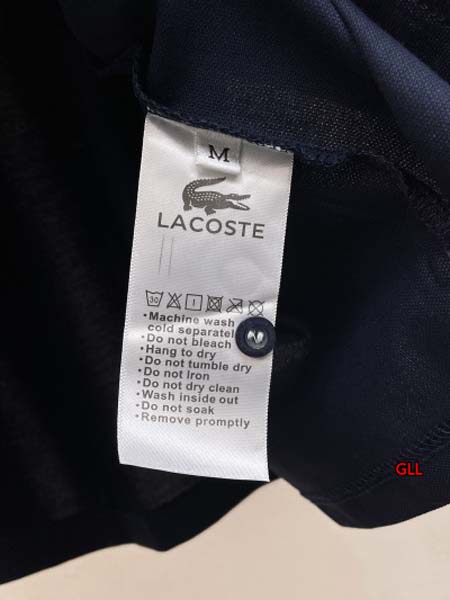 M
LACOSTE
30
•Machine wash
cold separatel
•Do not bleach
•Hang to dry
•Do not tumble dry
•Do not Iron
•Do not dry clean
•Wash inside out
•Do not soak
•Remove promptly
GLL